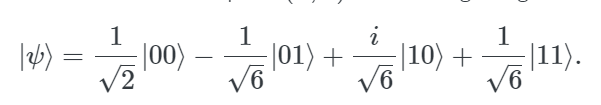 |ψ⟩ = 1/√2 |00⟩ − 1/√6 |01⟩ + i/√6 |10⟩ + 1/√6 |11⟩.